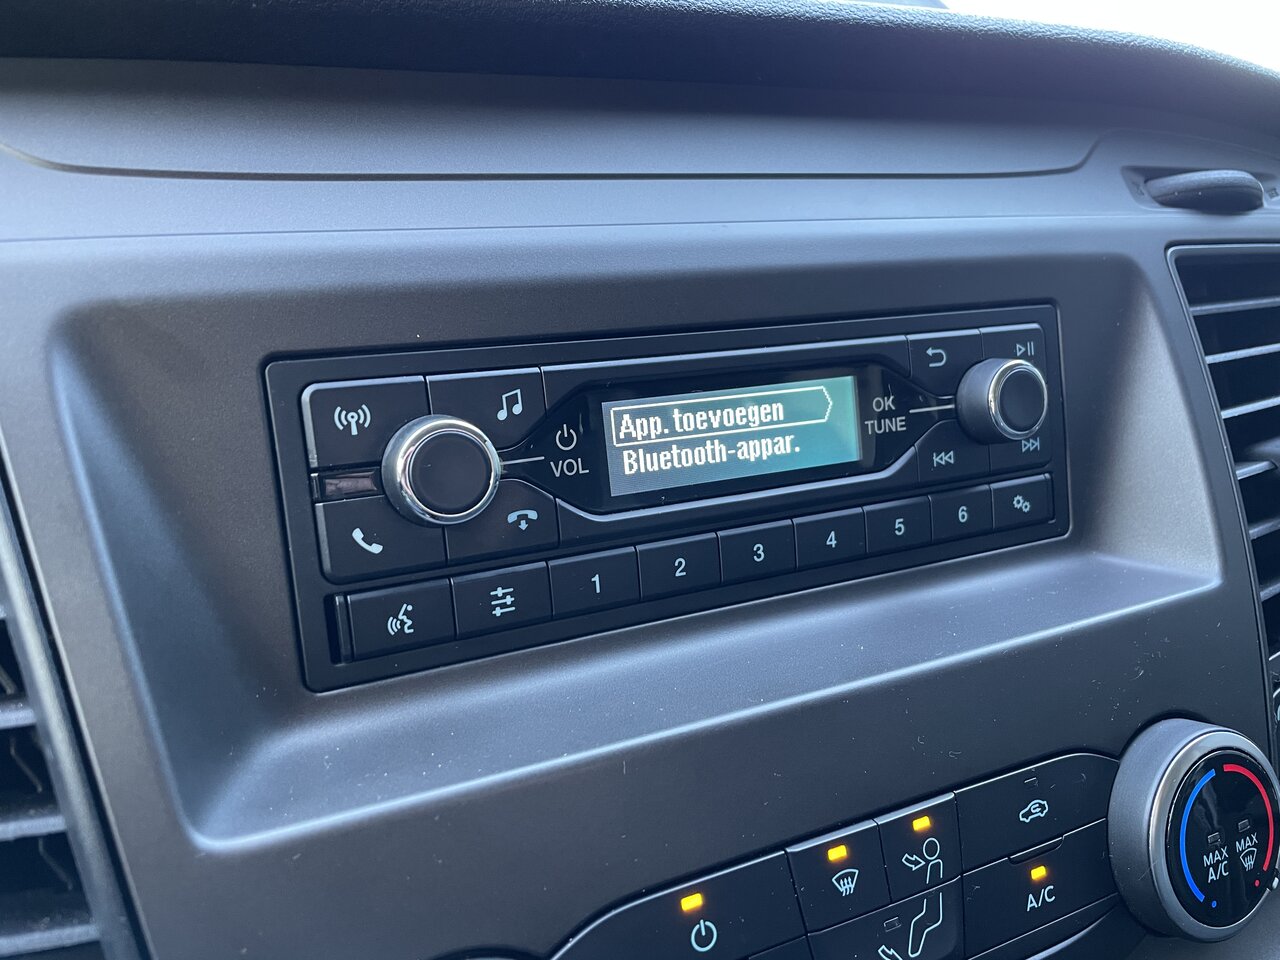 App. toevoegen
Bluetooth-appar.
VOL
OK
TUNE
1
2
3
4
5
6
A/C
MAX
A/C
MAX